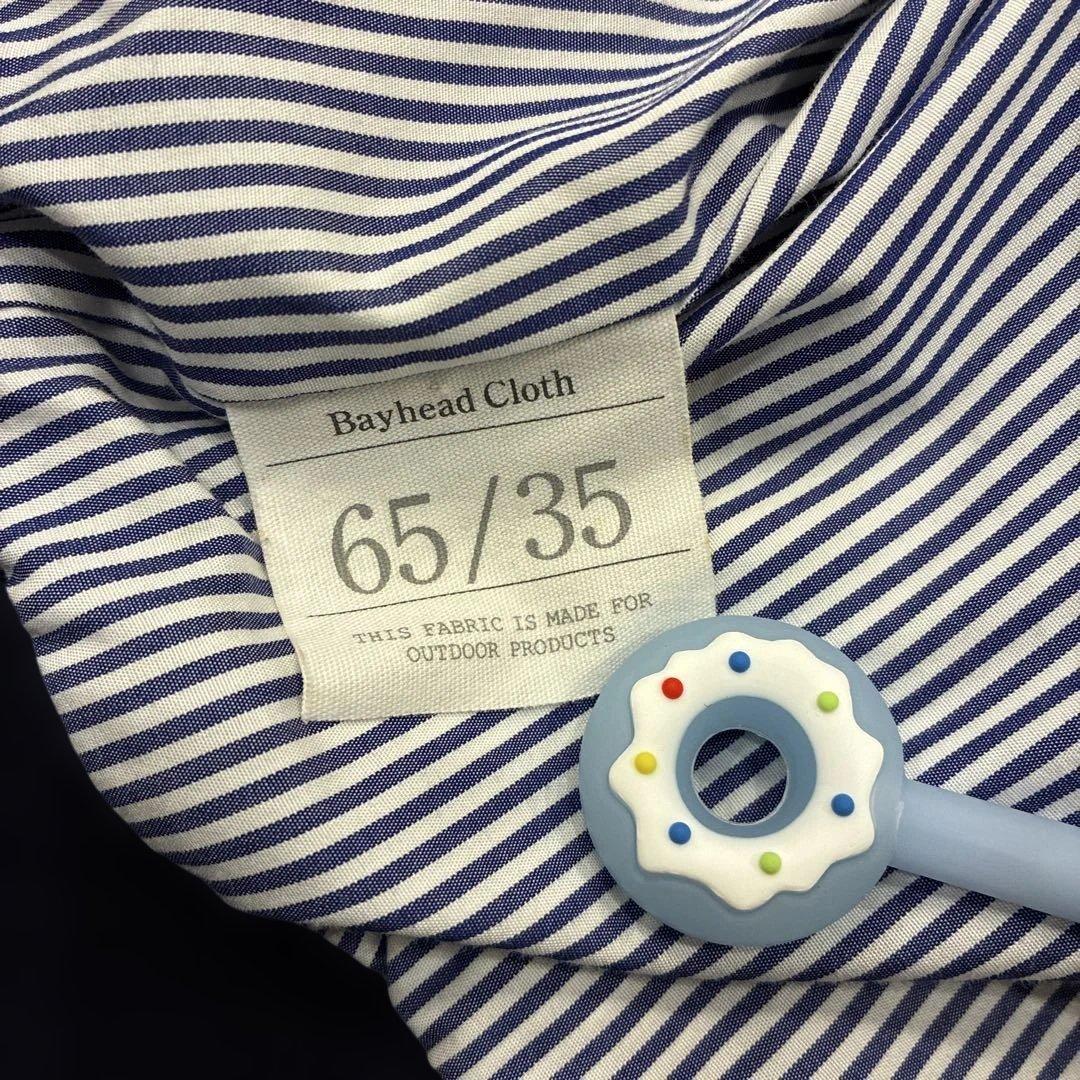 Bayhead Cloth
65/35
THIS FABRIC IS MADE FOR
OUTDOOR PRODUCTS